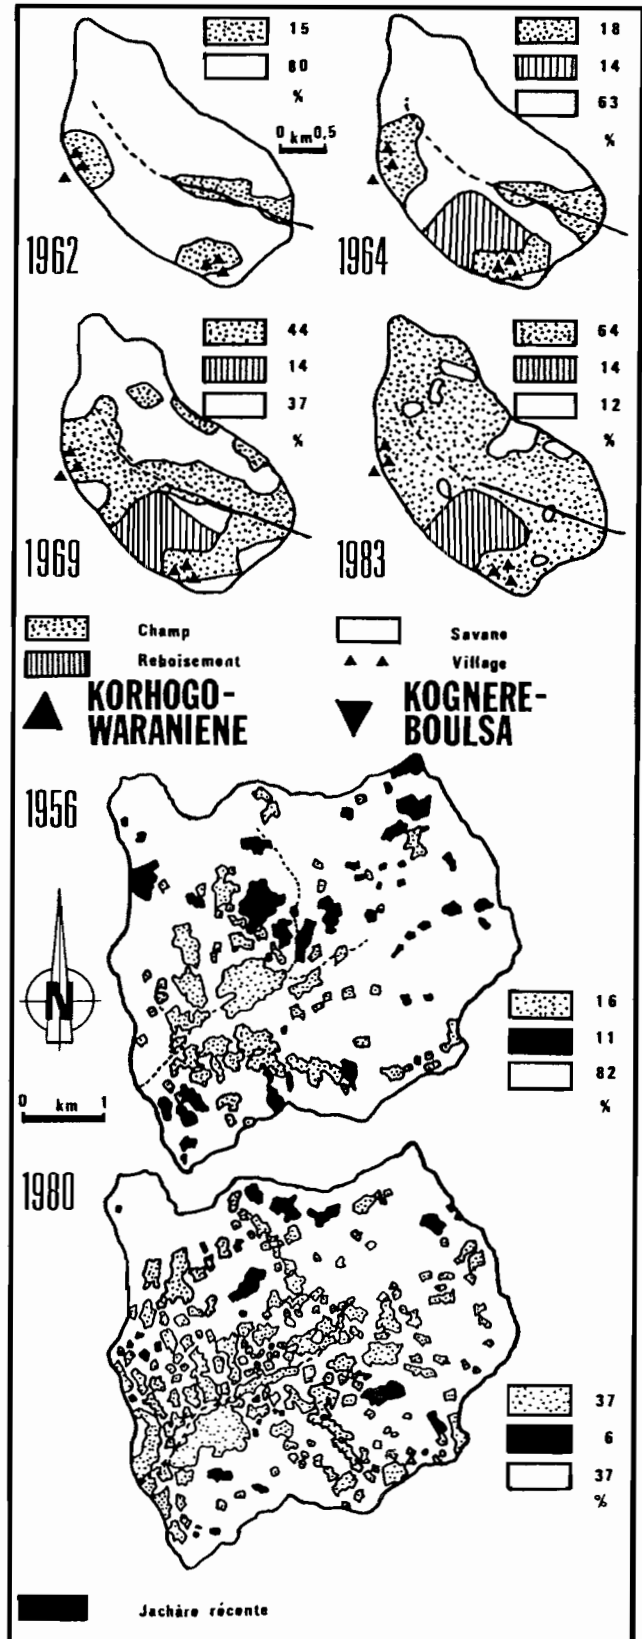 15
80
%
0 km 0,5
1962
18
14
63
%
1964
44
14
37
%
1969
64
14
12
%
1983
Champ
Savane
Reboisement
Village
KORHOGO-
WARANIENE
KOGNERE-
BOULSA
1956
N
0 km 1
16
11
82
%
1980
37
6
37
%
Jachère récente